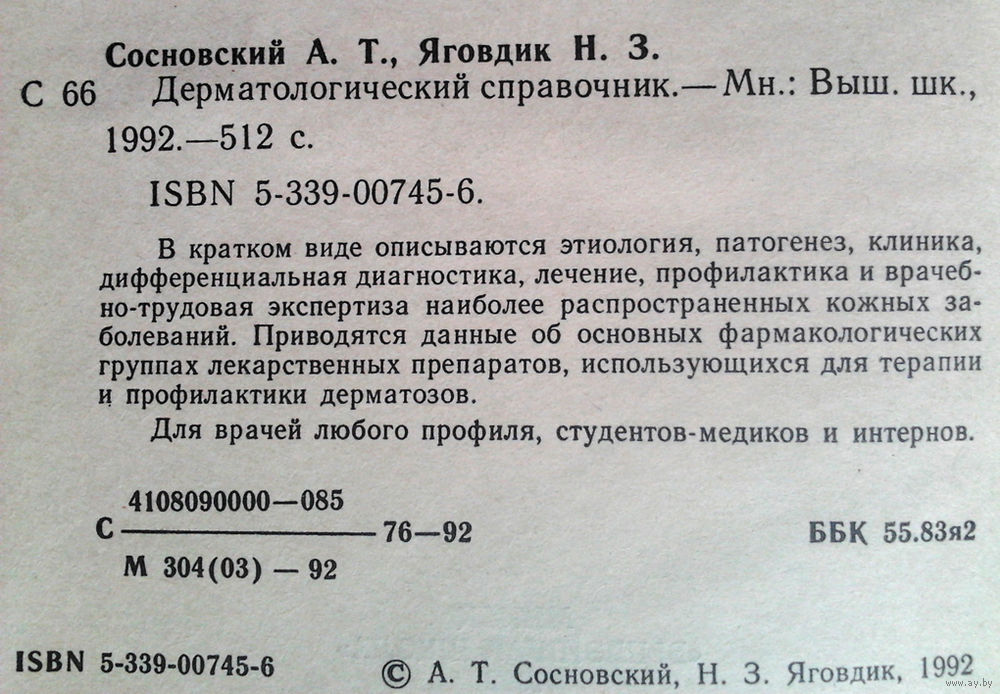 Сосновский А. Т., Яговдик Н. З.
С 66 Дерматологический справочник.— Мн.: Выш. шк.,
1992.—512 с.
ISBN 5-339-00745-6.
В кратком виде описываются этиология, патогенез, клиника,
дифференциальная диагностика, лечение, профилактика и врачеб-
но-трудовая экспертиза наиболее распространенных кожных за-
болеваний. Приводятся данные об основных фармакологических
группах лекарственных препаратов, использующихся для терапии
и профилактики дерматозов.
Для врачей любого профиля, студентов-медиков и интернов.
4108090000—085
С ———— 76—92
М 304(03) — 92
ББК 55.83я2
ISBN 5-339-00745-6
© А. Т. Сосновский, Н. З. Яговдик, 1992
www.ay.by